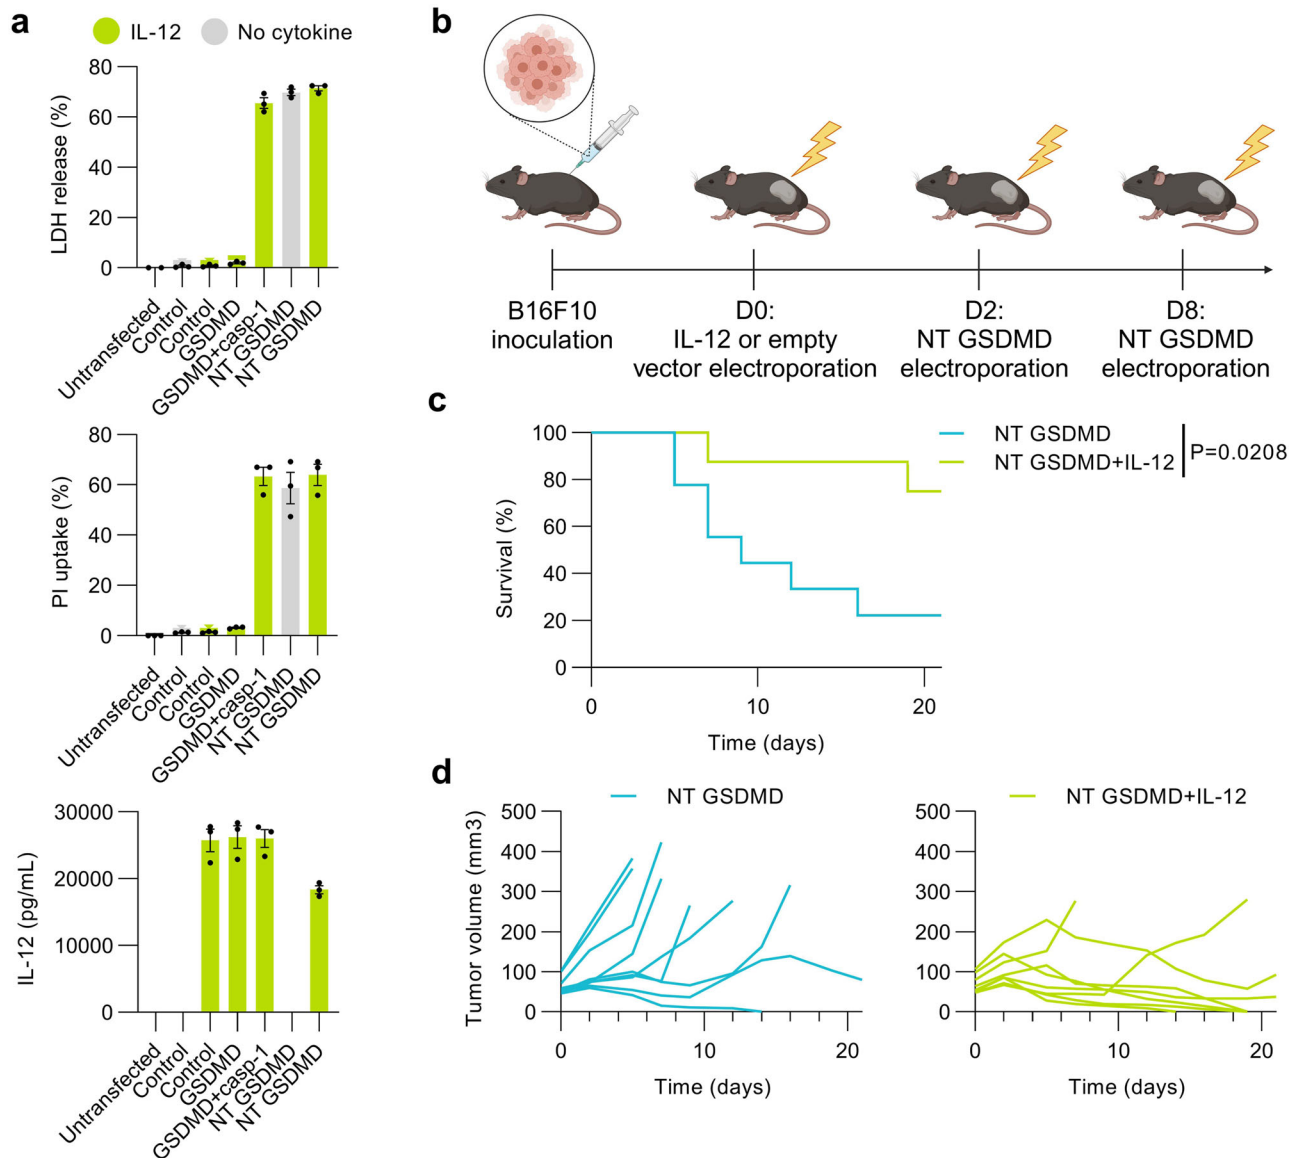 a
IL-12
No cytokine
80
60
40
20
0
LDH release (%)
Untransfected
Control
Control
GSDMD
GSDMD+casp-1
NT GSDMD
NT GSDMD
80
60
40
20
0
PI uptake (%)
Untransfected
Control
Control
GSDMD
GSDMD+casp-1
NT GSDMD
NT GSDMD
30000
20000
10000
0
IL-12 (pg/mL)
Untransfected
Control
Control
GSDMD
GSDMD+casp-1
NT GSDMD
NT GSDMD
b
B16F10
inoculation
D0:
IL-12 or empty
vector electroporation
D2:
NT GSDMD
electroporation
D8:
NT GSDMD
electroporation
c
100
80
60
40
20
0
Survival (%)
0
10
20
Time (days)
NT GSDMD
NT GSDMD+IL-12
P=0.0208
d
NT GSDMD
500
400
300
200
100
0
Tumor volume (mm3)
0
10
20
Time (days)
NT GSDMD+IL-12
500
400
300
200
100
0
0
10
20
Time (days)